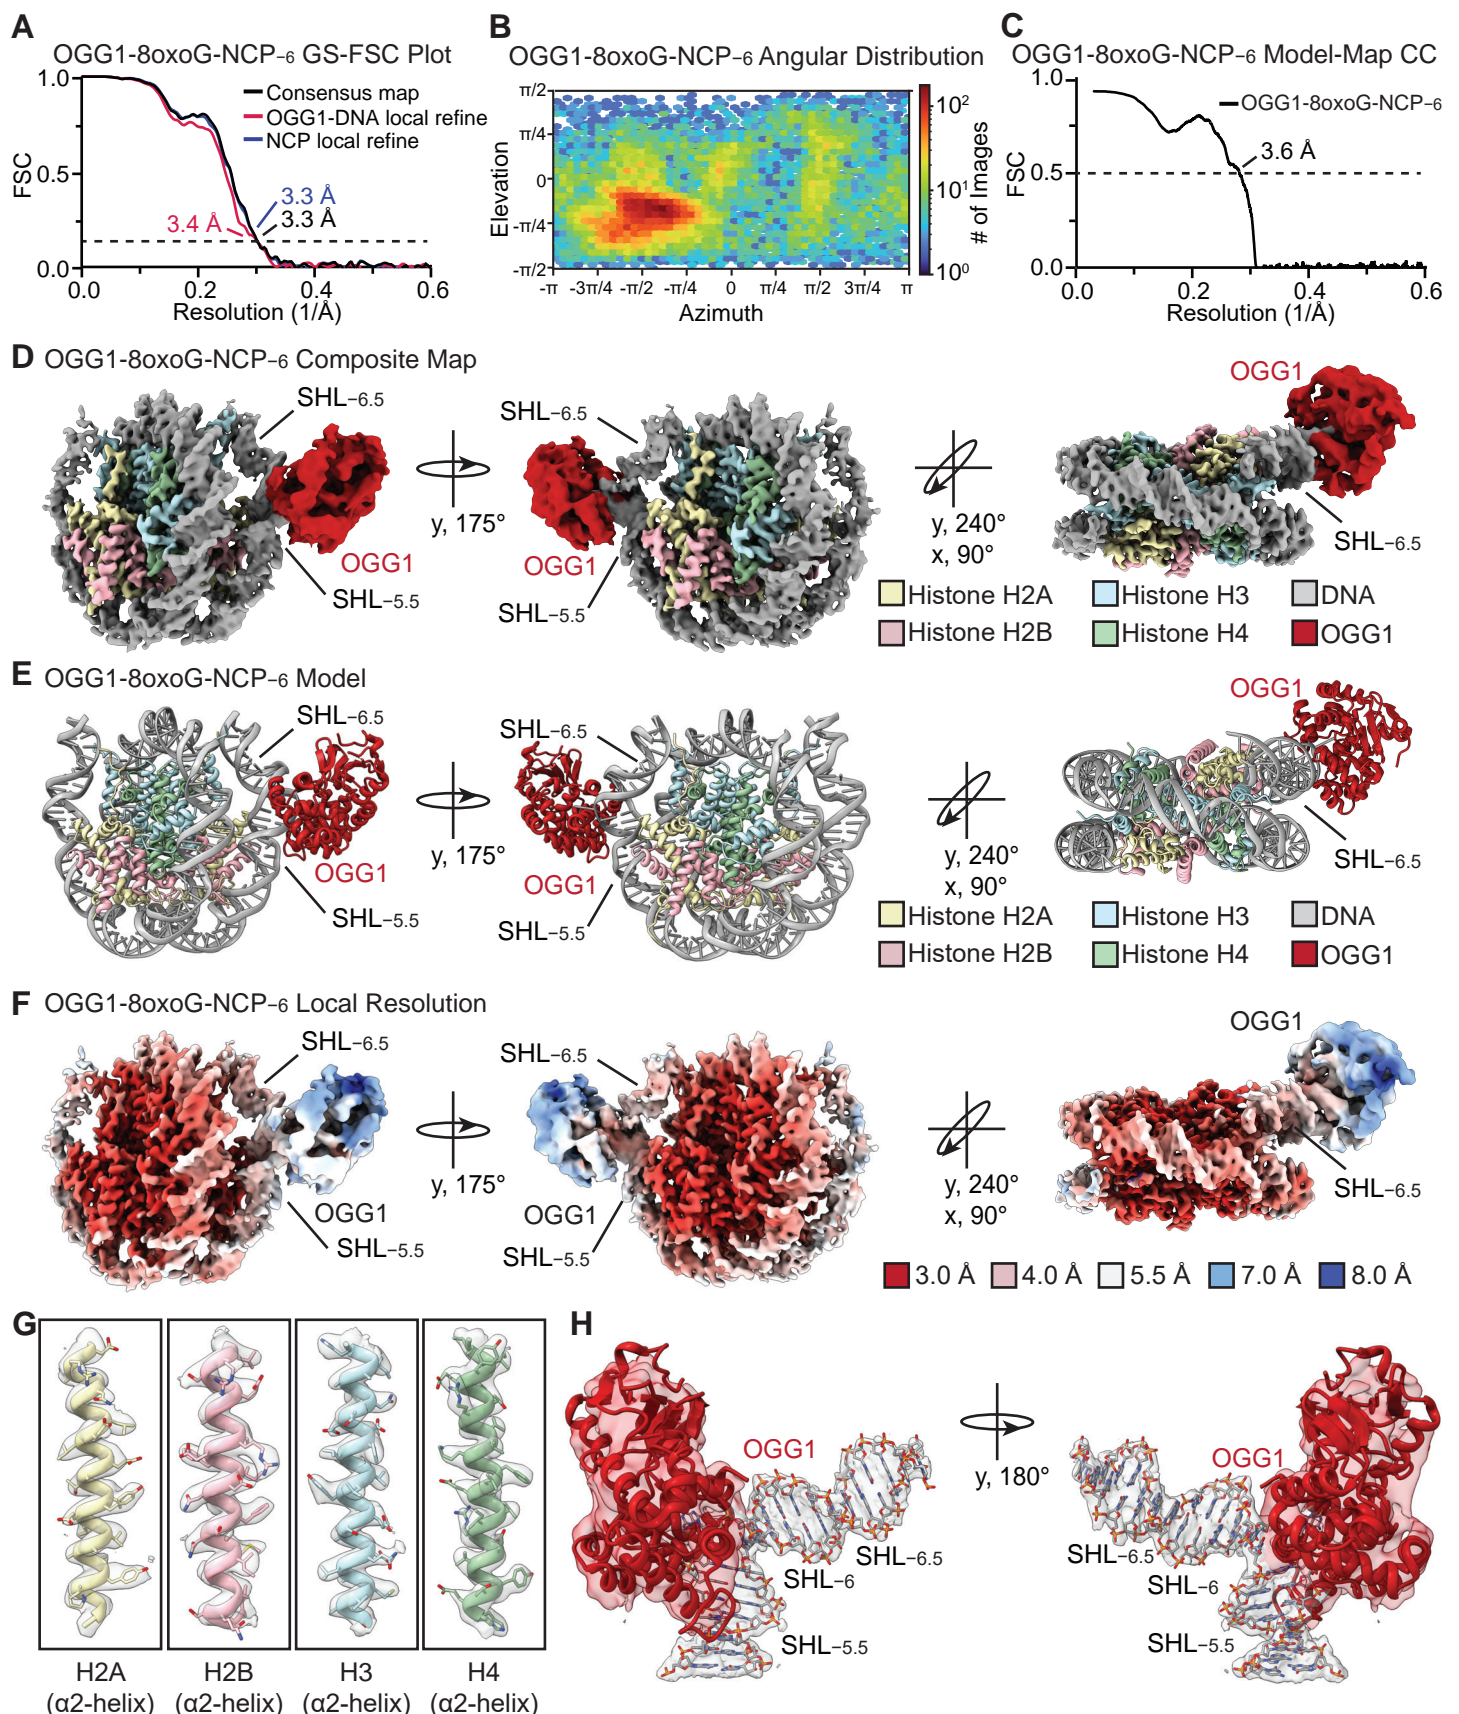 A
OGG1-8oxoG-NCP−6 GS-FSC Plot
1.0
0.5
0.0
FSC
Consensus map
OGG1-DNA local refine
NCP local refine
3.3 Å
3.4 Å
3.3 Å
0.0 0.2 0.4 0.6
Resolution (1/Å)
B
OGG1-8oxoG-NCP−6 Angular Distribution
π/2
π/4
0
-π/4
-π/2
Elevation
-π -3π/4 -π/2 -π/4 0 π/4 π/2 3π/4 π
Azimuth
10²
10¹
10⁰
# of Images
C
OGG1-8oxoG-NCP−6 Model-Map CC
1.0
0.5
0.0
FSC
OGG1-8oxoG-NCP−6
3.6 Å
0.0 0.2 0.4 0.6
Resolution (1/Å)
D
OGG1-8oxoG-NCP−6 Composite Map
SHL−6.5
OGG1
SHL−5.5
y, 175°
SHL−6.5
OGG1
SHL−5.5
y, 240°
x, 90°
OGG1
SHL−6.5
Histone H2A
Histone H3
DNA
Histone H2B
Histone H4
OGG1
E
OGG1-8oxoG-NCP−6 Model
SHL−6.5
OGG1
SHL−5.5
y, 175°
SHL−6.5
OGG1
SHL−5.5
y, 240°
x, 90°
OGG1
SHL−6.5
Histone H2A
Histone H3
DNA
Histone H2B
Histone H4
OGG1
F
OGG1-8oxoG-NCP−6 Local Resolution
SHL−6.5
OGG1
SHL−5.5
y, 175°
SHL−6.5
OGG1
SHL−5.5
y, 240°
x, 90°
OGG1
SHL−6.5
3.0 Å 4.0 Å 5.5 Å 7.0 Å 8.0 Å
G
H2A
(α2-helix)
H2B
(α2-helix)
H3
(α2-helix)
H4
(α2-helix)
H
OGG1
SHL−6.5
SHL−6
SHL−5.5
y, 180°
OGG1
SHL−6.5
SHL−6
SHL−5.5